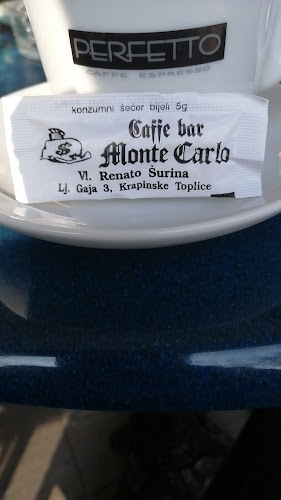 PERFETTO
CAFFE ESPRESSO
konzumni šećer bijeli 5g
$
Caffe bar
Monte Carlo
Vl. Renato Šurina
Lj. Gaja 3, Krapinske Toplice